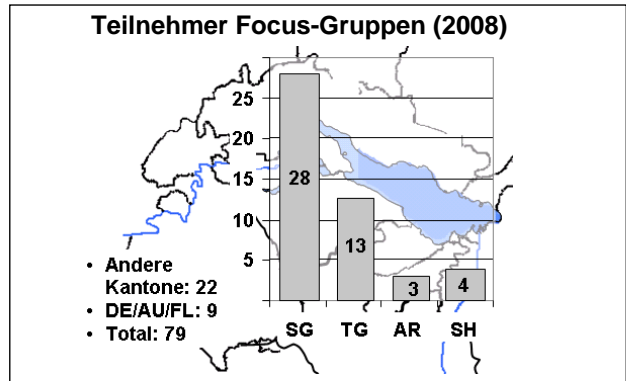 Teilnehmer Focus-Gruppen (2008)
25
20
15
10
5
28
13
3
4
SG TG AR SH
• Andere
Kantone: 22
• DE/AU/FL: 9
• Total: 79